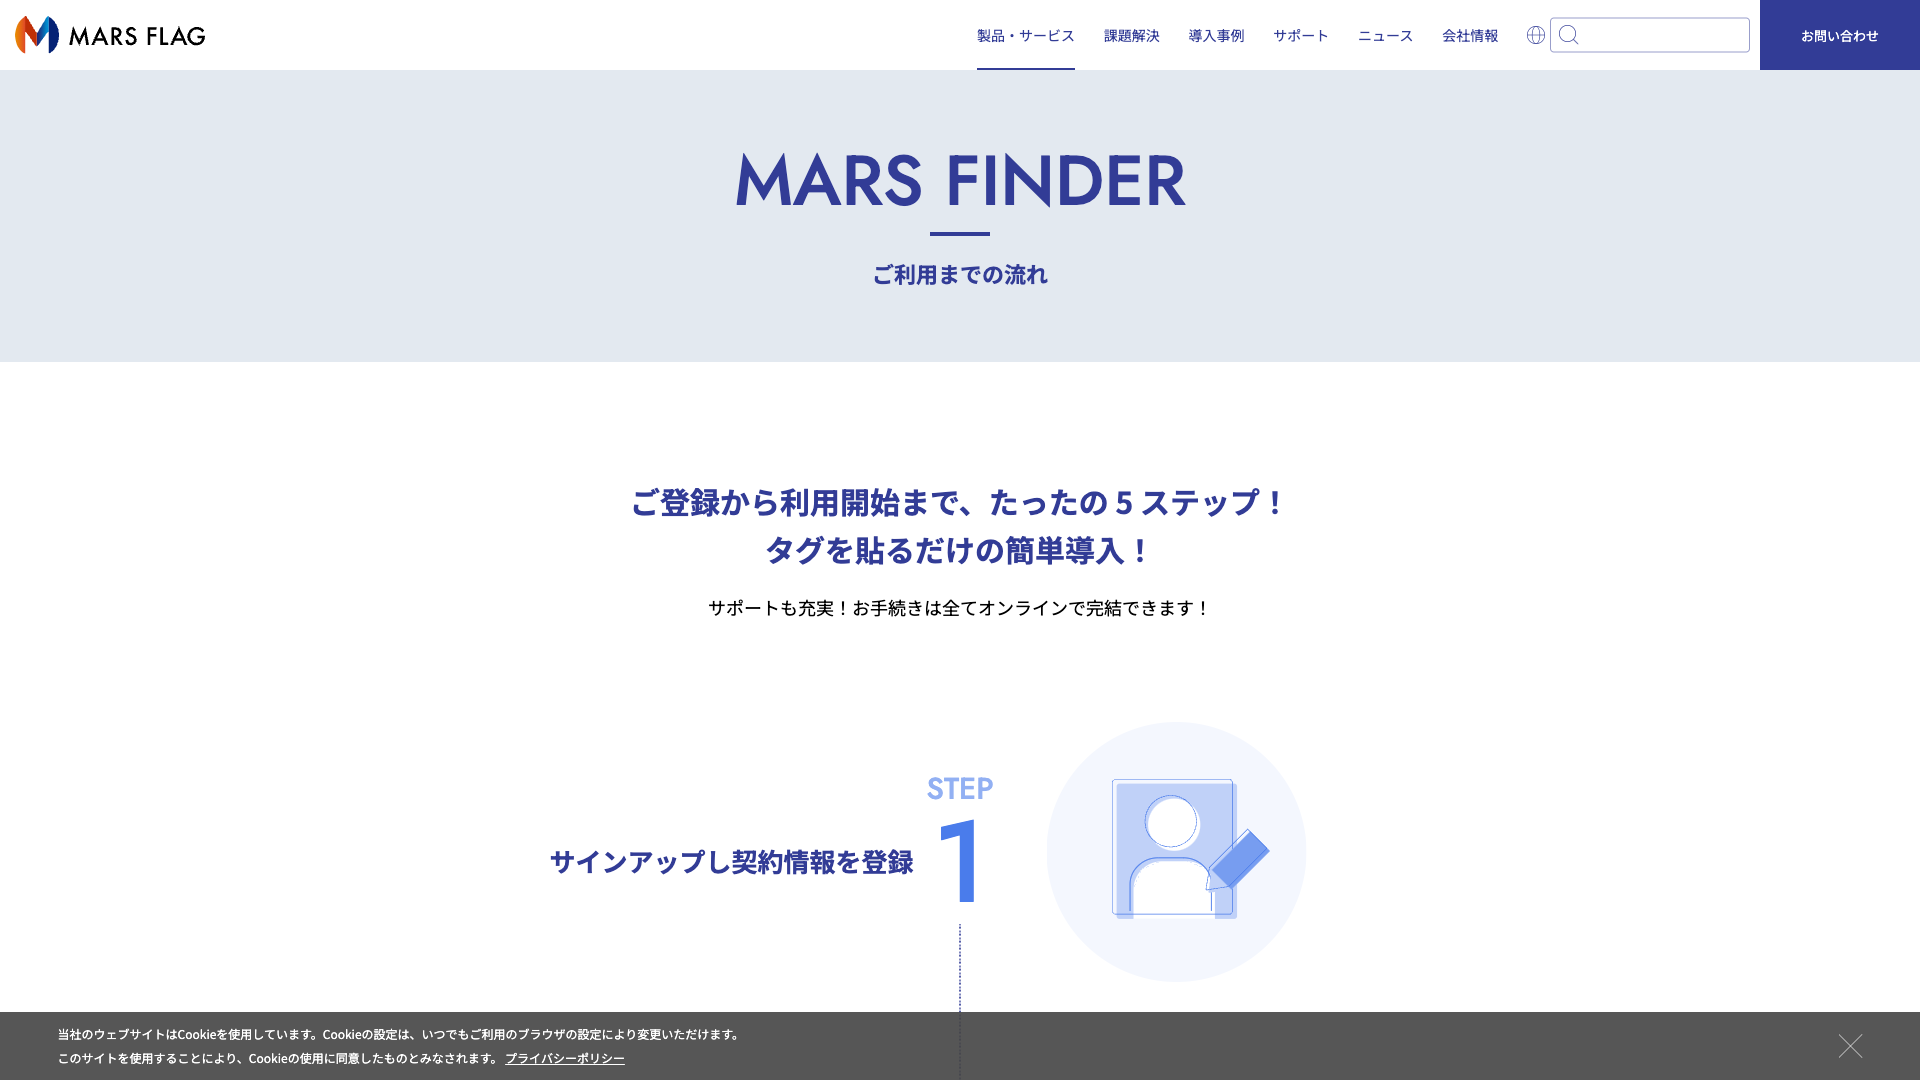 MARS FLAG
製品・サービス
課題解決
導入事例
サポート
ニュース
会社情報
お問い合わせ
MARS FINDER
ご利用までの流れ
ご登録から利用開始まで、たったの 5 ステップ！
タグを貼るだけの簡単導入！
サポートも充実！お手続きは全てオンラインで完結できます！
STEP
1
サインアップし契約情報を登録
当社のウェブサイトはCookieを使用しています。Cookieの設定は、いつでもご利用のブラウザの設定により変更いただけます。
このサイトを使用することにより、Cookieの使用に同意したものとみなされます。 プライバシーポリシー